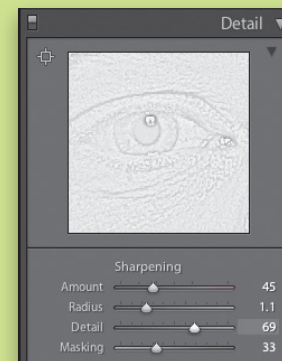 Detail
Sharpening
Amount 45
Radius 1.1
Detail 69
Masking 33